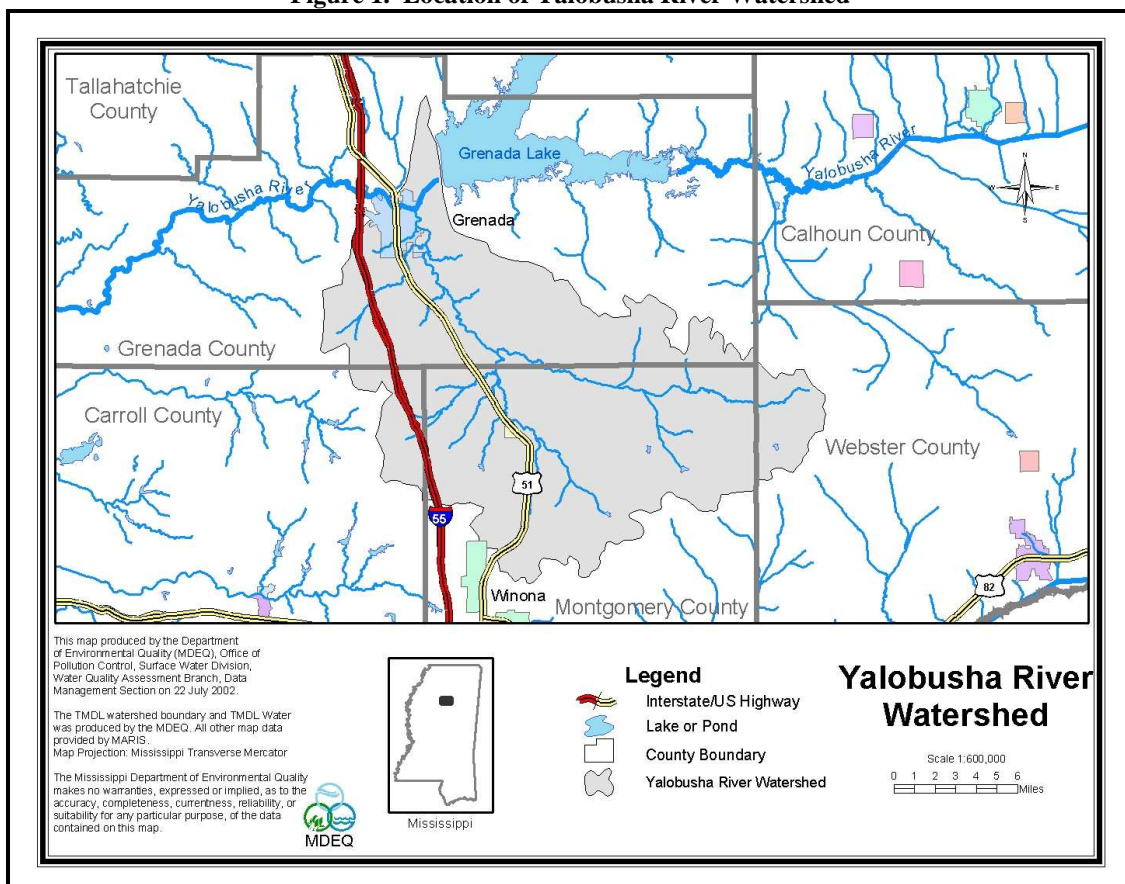 Figure 1. Location of Yalobusha River Watershed
Tallahatchie
County
Grenada Lake
Yalobusha River
Yalobusha River
N
W
E
S
Grenada
Calhoun County
Grenada County
Carroll County
Webster County
51
55
Winona
Montgomery County
82
This map produced by the Department
of Environmental Quality (MDEQ), Office of
Pollution Control, Surface Water Division,
Water Quality Assessment Branch, Data
Management Section on 22 July 2002.
The TMDL watershed boundary and TMDL Water
was produced by the MDEQ. All other map data
provided by MARIS.
Map Projection: Mississippi Transverse Mercator
The Mississippi Department of Environmental Quality
makes no warranties, expressed or implied, as to the
accuracy, completeness, currentness, reliability, or
suitability for any particular purpose, of the data
contained on this map.
MDEQ
Mississippi
Legend
Interstate/US Highway
Lake or Pond
County Boundary
Yalobusha River Watershed
Yalobusha River
Watershed
Scale 1:600,000
0 1 2 3 4 5 6
Miles